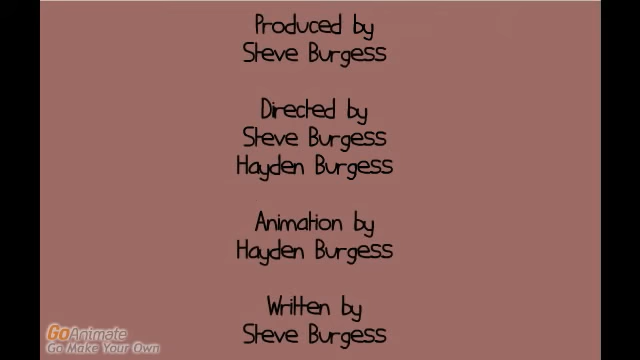 Produced by
Steve Burgess
Directed by
Steve Burgess
Hayden Burgess
Animation by
Hayden Burgess
Written by
Steve Burgess
GoAnimate
Go Make Your Own